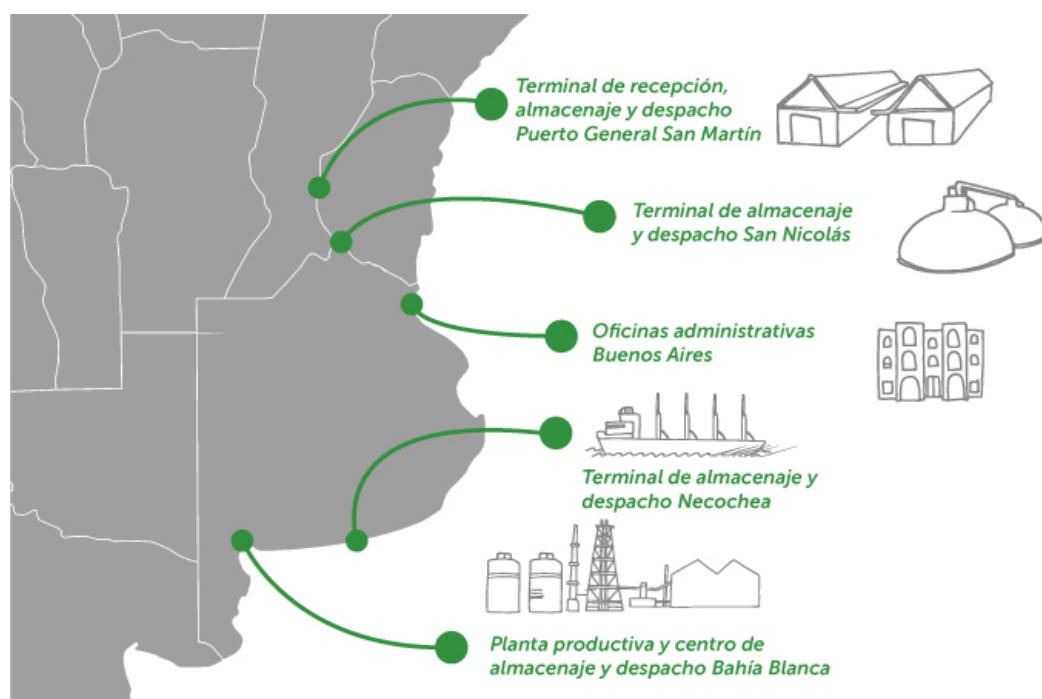 Terminal de recepción,
almacenaje y despacho
Puerto General San Martín
Terminal de almacenaje
y despacho San Nicolás
Oficinas administrativas
Buenos Aires
Terminal de almacenaje y
despacho Necochea
Planta productiva y centro de
almacenaje y despacho Bahía Blanca